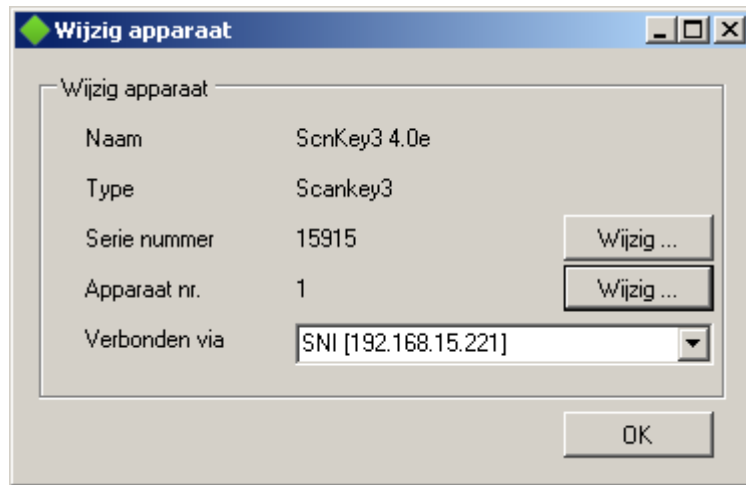 Wijzig apparaat
Wijzig apparaat
Naam ScnKey3 4.0e
Type Scankey3
Serie nummer 15915 Wijzig ...
Apparaat nr. 1 Wijzig ...
Verbonden via SNI [192.168.15.221]
OK